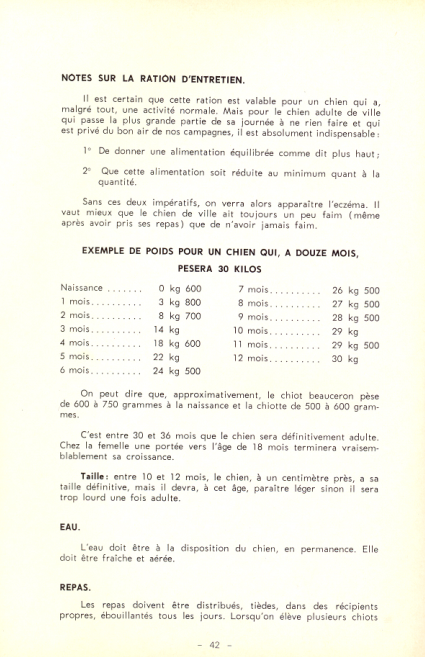 NOTES SUR LA RATION D'ENTRETIEN.
Il est certain que cette ration est valable pour un chien qui a,
malgré tout, une activité normale. Mais pour le chien adulte de ville
qui passe la plus grande partie de sa journée à ne rien faire et qui
est privé du bon air de nos campagnes, il est absolument indispensable :
1° De donner une alimentation équilibrée comme dit plus haut ;
2° Que cette alimentation soit réduite au minimum quant à la
quantité.
Sans ces deux impératifs, on verra alors apparaître l'eczéma. Il
vaut mieux que le chien de ville ait toujours un peu faim (même
après avoir pris ses repas) que de n'avoir jamais faim.
EXEMPLE DE POIDS POUR UN CHIEN QUI, A DOUZE MOIS,
PESERA 30 KILOS
Naissance ....... 0 kg 600
1 mois.......... 3 kg 800
2 mois.......... 8 kg 700
3 mois.......... 14 kg
4 mois.......... 18 kg 600
5 mois.......... 22 kg
6 mois.......... 24 kg 500
7 mois.......... 26 kg 500
8 mois.......... 27 kg 500
9 mois.......... 28 kg 500
10 mois.......... 29 kg
11 mois.......... 29 kg 500
12 mois.......... 30 kg
On peut dire que, approximativement, le chiot beauceron pèse
de 600 à 750 grammes à la naissance et la chiotte de 500 à 600 gram-
mes.
C'est entre 30 et 36 mois que le chien sera définitivement adulte.
Chez la femelle une portée vers l'âge de 18 mois terminera vraisem-
blablement sa croissance.
Taille : entre 10 et 12 mois, le chien, à un centimètre près, a sa
taille définitive, mais il devra, à cet âge, paraître léger sinon il sera
trop lourd une fois adulte.
EAU.
L'eau doit être à la disposition du chien, en permanence. Elle
doit être fraîche et aérée.
REPAS.
Les repas doivent être distribués, tièdes, dans des récipients
propres, ébouillantés tous les jours. Lorsqu'on élève plusieurs chiots
– 42 –